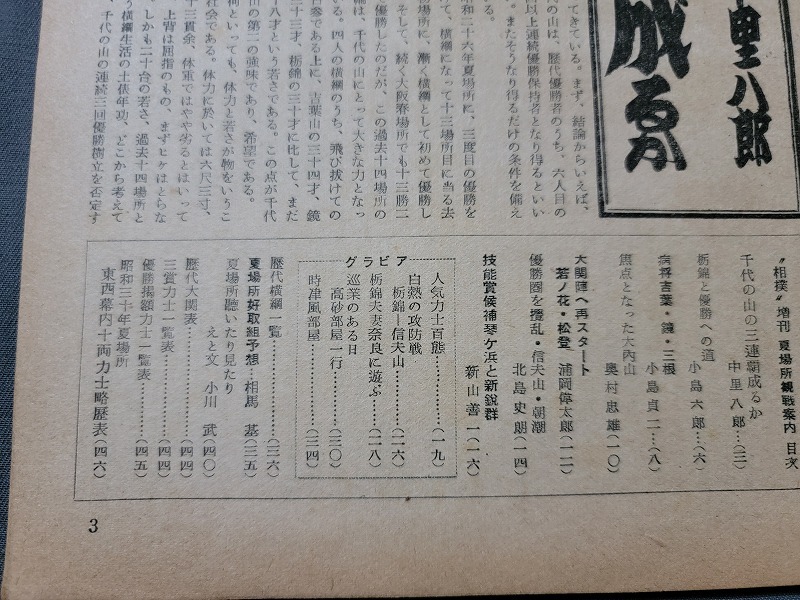 中里八郎
成るか
てきている。まず、結論からいえば、
の山は、歴代優勝者のうち、六人目の
回以上連続優勝保持者となり得るといい
。またそうなり得るだけの条件を備え
る。
昭和二十六年夏場所に、三度目の優勝を
て、横綱になって十三場所目に当る去
場所に、漸く横綱として初めて優勝し
そして、続く大阪春場所でも十三勝二
優勝したのだが、この過去十四場所の
綱は、千代の山にとって大きな力となっ
いる。四人の横綱のうち、飛び抜けての
古参である上に、吉葉山の三十四才、鏡
三十三才、栃錦の三十才に比して、まだ
八才という若さである。この点が千代
山の第二の強味であり、希望である。
何といっても、体力と若さが物をいうこ
社会である。体力に於いては六尺三寸、
十三貫余、体重ではやや劣るとはいって
上背は屈指のもの、まずヒケはとらな
しかも二十台の若さ、過去十四場所と
う横綱生活の土俵年功、どこから考えて
、千代の山の連続三回優勝樹立を否定す
〝相撲〟増刊 夏場所観戦案内 目次
千代の山の三連覇成るか
中里八郎…(三)
栃錦と優勝への道
小島六郎…(六)
病将吉葉・鏡・三根
小島貞二…(八)
焦点となった大内山
奥村忠雄(一〇)
大関陣へ再スタート
若ノ花・松登 浦岡偉太郎(一二)
優勝圏を攪乱・信夫山・朝潮
北島史朗(一四)
技能賞候補琴ケ浜と新鋭群
新山善一(一六)
グラビア
人気力士百態…………(一九)
白熱の攻防戦
栃錦―信夫山…………(二六)
栃錦夫妻奈良に遊ぶ……(二八)
巡業のある日
高砂部屋一行…………(三〇)
時津風部屋…………(三四)
歴代横綱一覧…………(三六)
夏場所好取組予想 相馬 基(三五)
夏場所聴いたり見たり
えと文 小川 武(四〇)
歴代大関表…………(四四)
三賞力士一覧表…………(四四)
優勝掲額力士一覧表………(四五)
昭和三十年夏場所
東西幕内十両力士略歴表(四六)
3